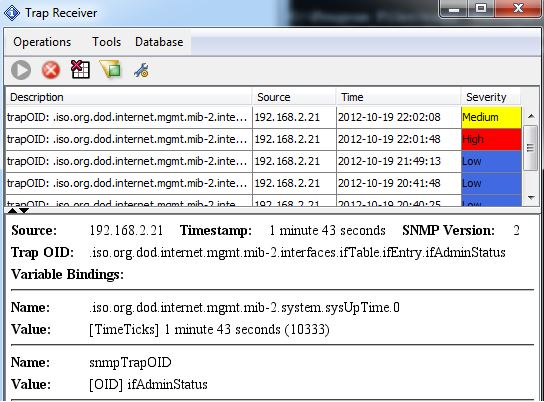 Trap Receiver
Operations Tools Database
Description Source Time Severity
trapOID: .iso.org.dod.internet.mgmt.mib-2.inte... 192.168.2.21 2012-10-19 22:02:08 Medium
trapOID: .iso.org.dod.internet.mgmt.mib-2.inte... 192.168.2.21 2012-10-19 22:01:48 High
trapOID: .iso.org.dod.internet.mgmt.mib-2.inte... 192.168.2.21 2012-10-19 21:49:13 Low
trapOID: .iso.org.dod.internet.mgmt.mib-2.inte... 192.168.2.21 2012-10-19 20:41:48 Low
trapOID: .iso.org.dod.internet.mgmt.mib-2.inte... 192.168.2.21 2012-10-19 20:40:25 Low
Source: 192.168.2.21 Timestamp: 1 minute 43 seconds SNMP Version: 2
Trap OID: .iso.org.dod.internet.mgmt.mib-2.interfaces.ifTable.ifEntry.ifAdminStatus
Variable Bindings:
Name: .iso.org.dod.internet.mgmt.mib-2.system.sysUpTime.0
Value: [TimeTicks] 1 minute 43 seconds (10333)
Name: snmpTrapOID
Value: [OID] ifAdminStatus